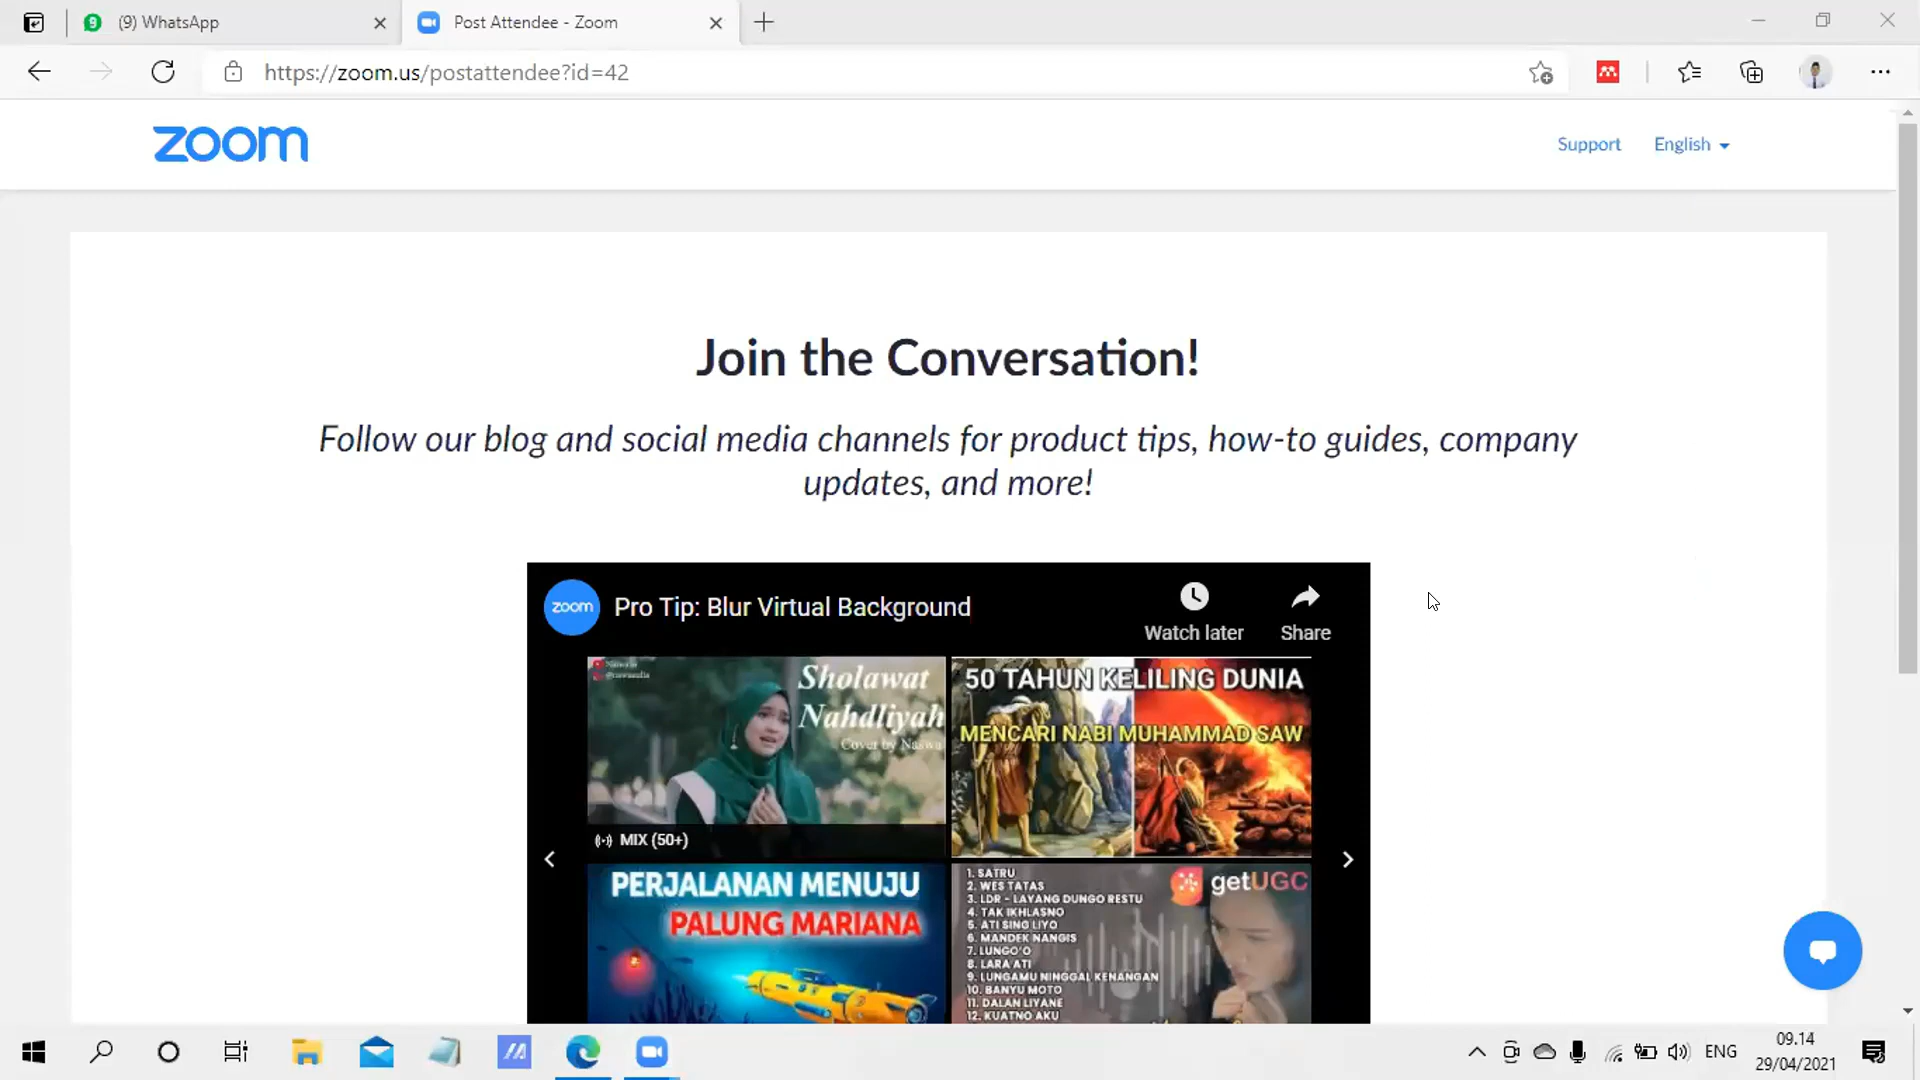 (9) WhatsApp
Post Attendee - Zoom
https://zoom.us/postattendee?id=42
zoom
Support
English
Join the Conversation!
Follow our blog and social media channels for product tips, how-to guides, company
updates, and more!
zoom
Pro Tip: Blur Virtual Background
Watch later
Share
Sholawat
Nahdliyah
Cover by Naswa
MIX (50+)
50 TAHUN KELILING DUNIA
MENCARI NABI MUHAMMAD SAW
PERJALANAN MENUJU
PALUNG MARIANA
getUGC
1. SATRU
2. WES TATAS
3. LDR - LAYANG DUNGO RESTU
4. TAK IKHLASNO
5. ATI SING LIYO
6. MANDEK NANGIS
7. LUNGO'O
8. LARA ATI
9. LUNGAMU NINGGAL KENANGAN
10. BANYU MOTO
11. DALAN LIYANE
12. KUATNO AKU
ENG
09.14
29/04/2021